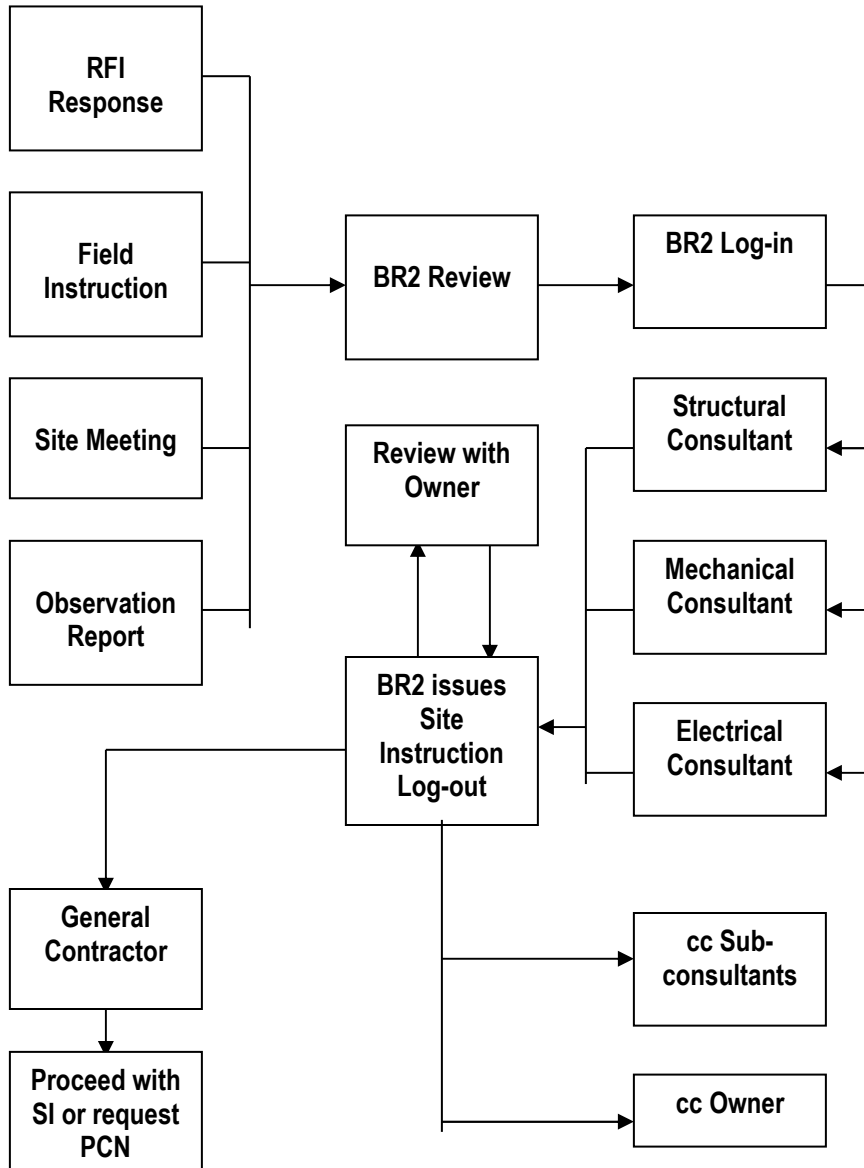 RFI
Response
Field
Instruction
BR2 Review
BR2 Log-in
Site Meeting
Review with
Owner
Structural
Consultant
Observation
Report
Mechanical
Consultant
BR2 issues
Site
Instruction
Log-out
Electrical
Consultant
General
Contractor
cc Sub-
consultants
Proceed with
SI or request
PCN
cc Owner